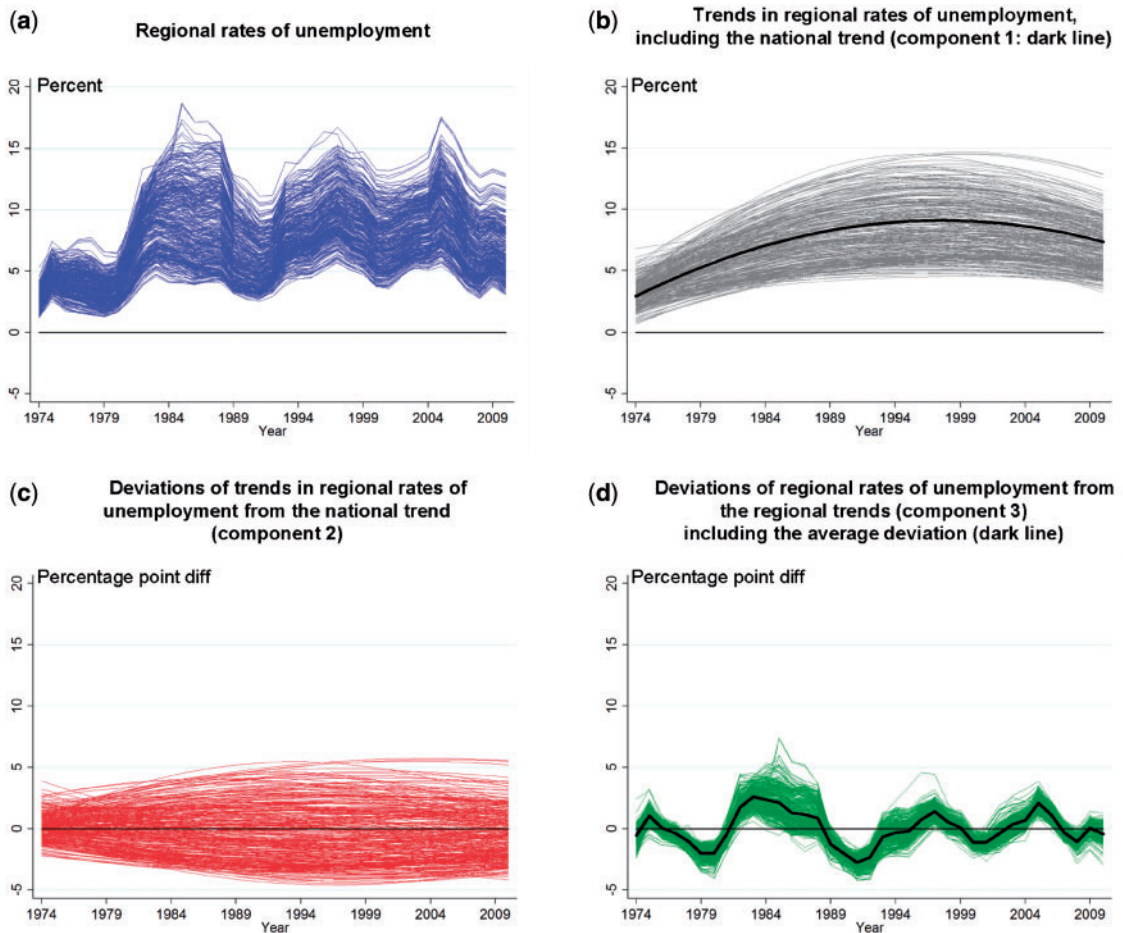 (a)
Regional rates of unemployment
Percent
20
15
10
5
0
-5
1974 1979 1984 1989 1994 1999 2004 2009
Year
(b)
Trends in regional rates of unemployment,
including the national trend (component 1: dark line)
Percent
20
15
10
5
0
-5
1974 1979 1984 1989 1994 1999 2004 2009
Year
(c)
Deviations of trends in regional rates of
unemployment from the national trend
(component 2)
Percentage point diff
20
15
10
5
0
-5
1974 1979 1984 1989 1994 1999 2004 2009
Year
(d)
Deviations of regional rates of unemployment from
the regional trends (component 3)
including the average deviation (dark line)
Percentage point diff
20
15
10
5
0
-5
1974 1979 1984 1989 1994 1999 2004 2009
Year